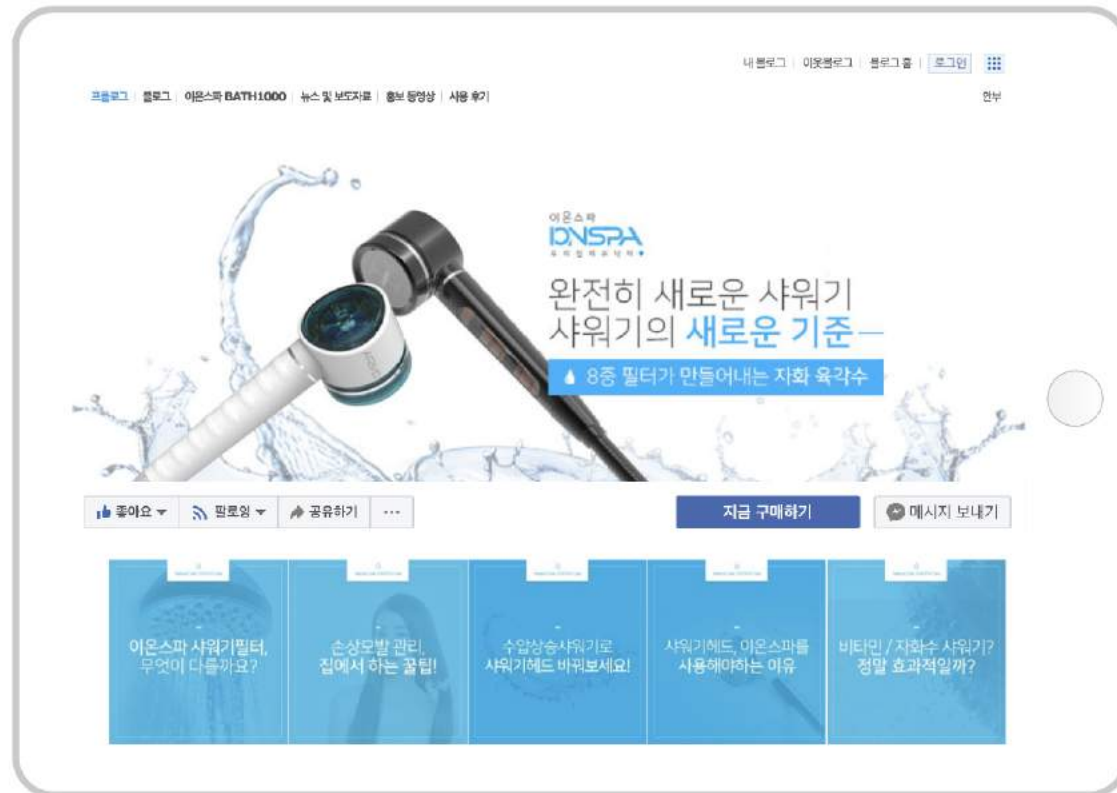 내 블로그 | 이웃블로그 | 블로그 홈 | 로그인
프롤로그 | 블로그 | 이온스파 BATH1000 | 뉴스 및 보도자료 | 홍보 동영상 | 사용 후기
안부
이온스파
IONSPA
완전히 새로운 샤워기
샤워기의 새로운 기준
8중 필터가 만들어내는 자화 육각수
좋아요
팔로잉
공유하기
...
지금 구매하기
메시지 보내기
이온스파 샤워기필터,
무엇이 다를까요?
손상모발 관리,
집에서 하는 꿀팁!
수압상승샤워기로
샤워기헤드 바꿔보세요!
샤워기헤드, 이온스파를
사용해야하는 이유
비타민 / 자화수 샤워기?
정말 효과적일까?